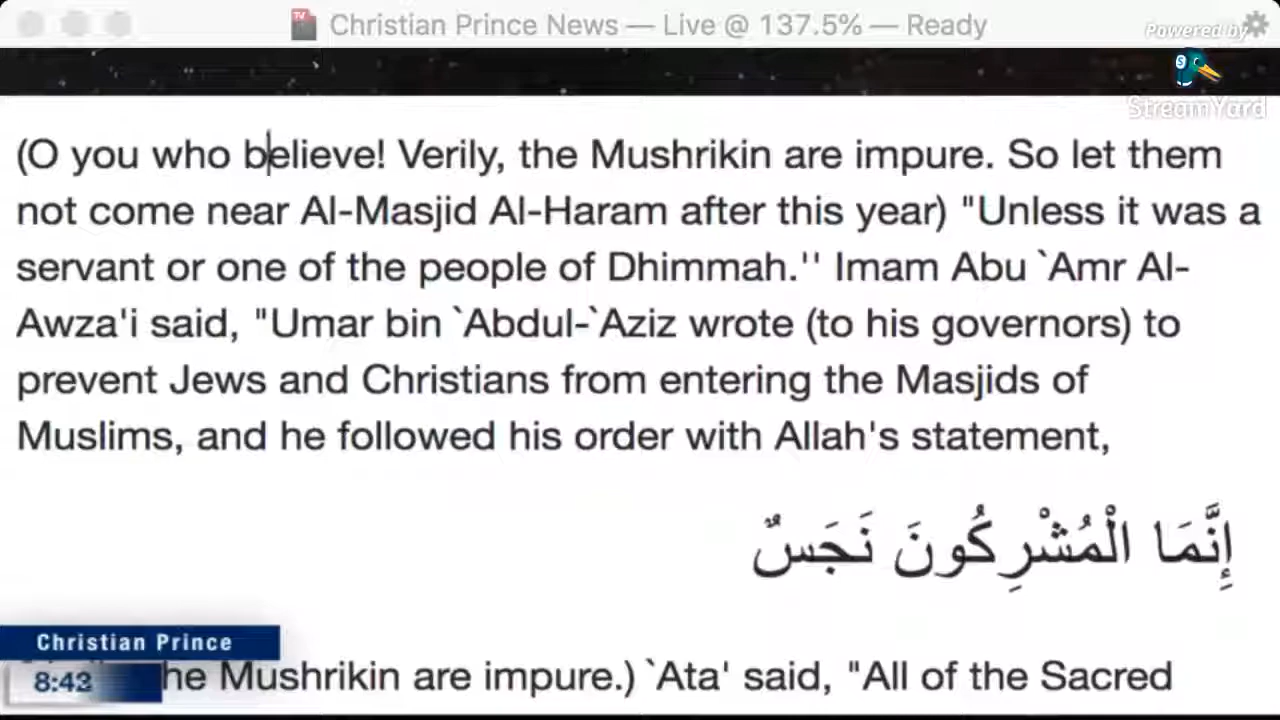 Christian Prince News — Live @ 137.5% — Ready
Powered by
StreamYard
(O you who believe! Verily, the Mushrikin are impure. So let them
not come near Al-Masjid Al-Haram after this year) "Unless it was a
servant or one of the people of Dhimmah.'' Imam Abu `Amr Al-
Awza'i said, "Umar bin `Abdul-`Aziz wrote (to his governors) to
prevent Jews and Christians from entering the Masjids of
Muslims, and he followed his order with Allah's statement,
إِنَّمَا الْمُشْرِكُونَ نَجَسٌ
Christian Prince
8:43
he Mushrikin are impure.) `Ata' said, "All of the Sacred